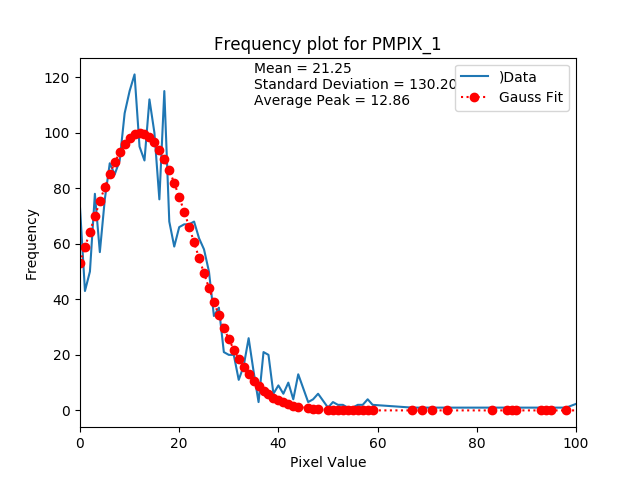 Frequency plot for PMPIX_1
Mean = 21.25
Standard Deviation = 130.20
Average Peak = 12.86
)Data
Gauss Fit
Frequency
120
100
80
60
40
20
0
0 20 40 60 80 100
Pixel Value